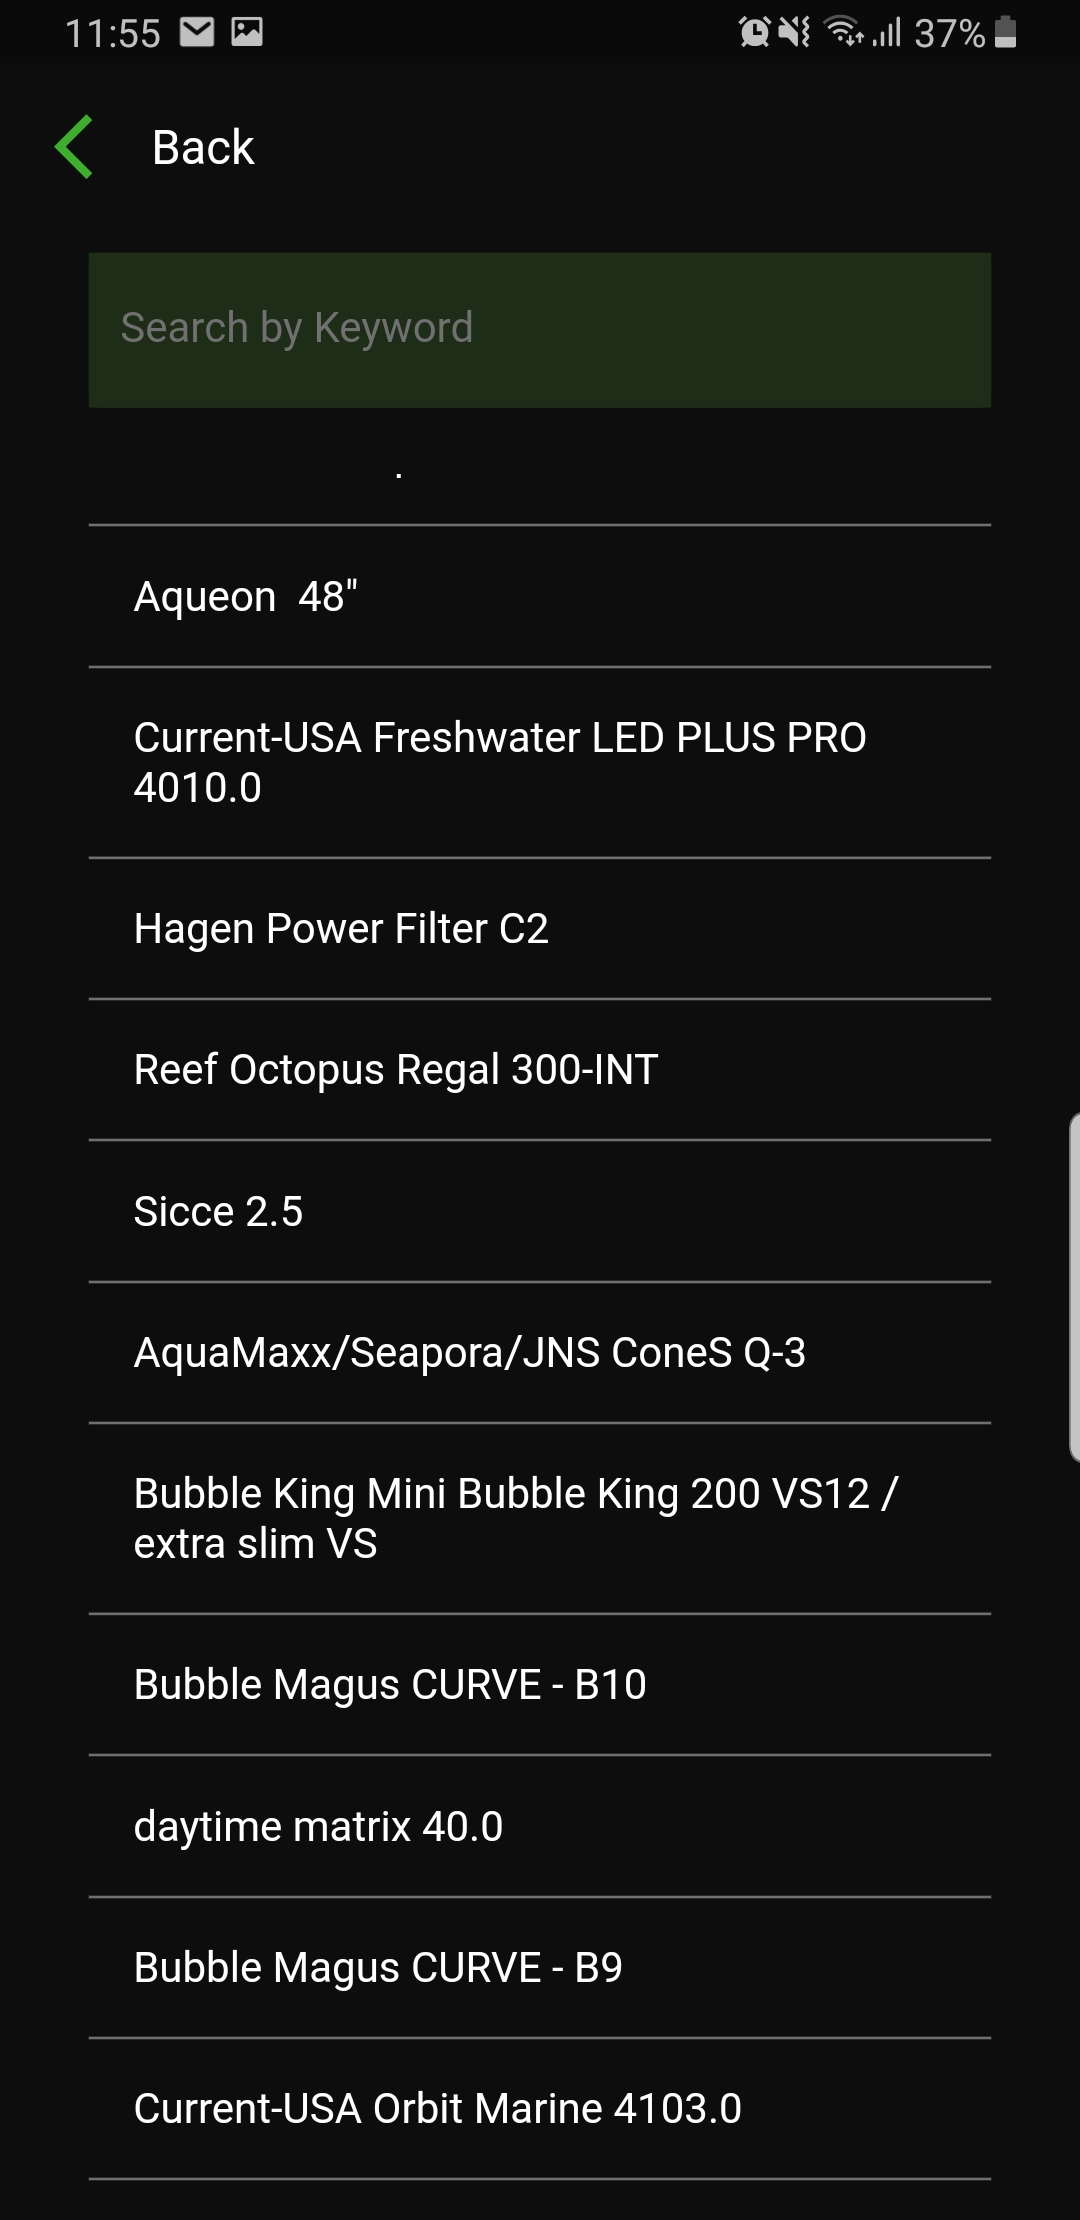 11:55
37%
Back
Search by Keyword
Aqueon  48"
Current-USA Freshwater LED PLUS PRO
4010.0
Hagen Power Filter C2
Reef Octopus Regal 300-INT
Sicce 2.5
AquaMaxx/Seapora/JNS ConeS Q-3
Bubble King Mini Bubble King 200 VS12 /
extra slim VS
Bubble Magus CURVE - B10
daytime matrix 40.0
Bubble Magus CURVE - B9
Current-USA Orbit Marine 4103.0